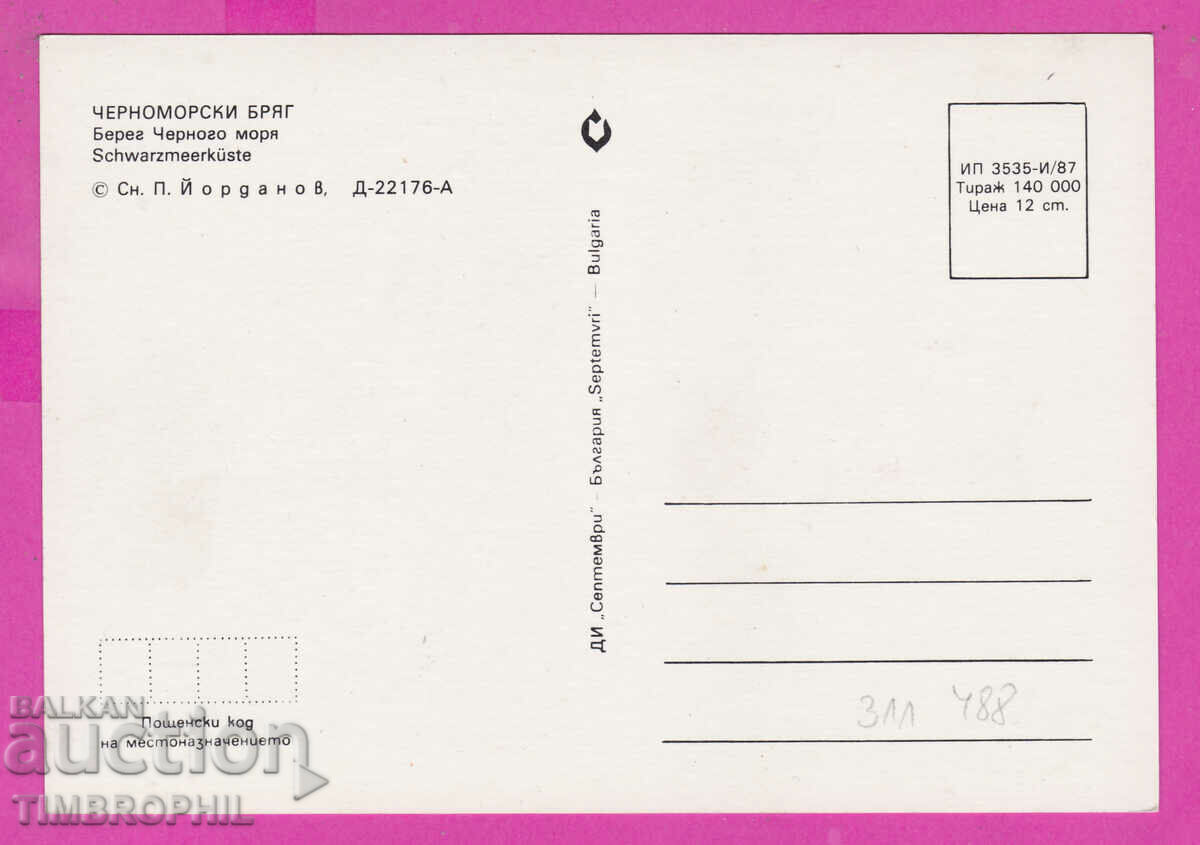 ЧЕРНОМОРСКИ БРЯГ
Берег Черного моря
Schwarzmeerküste
© Сн. П. Йорданов, Д-22176-А
ИП 3535-И/87
Тираж 140 000
Цена 12 ст.
ДИ „Септември" – България „Septemvri" — Bulgaria
Пощенски код
на местоназначението
488
BALKAN
auction
TIMBROPHIL